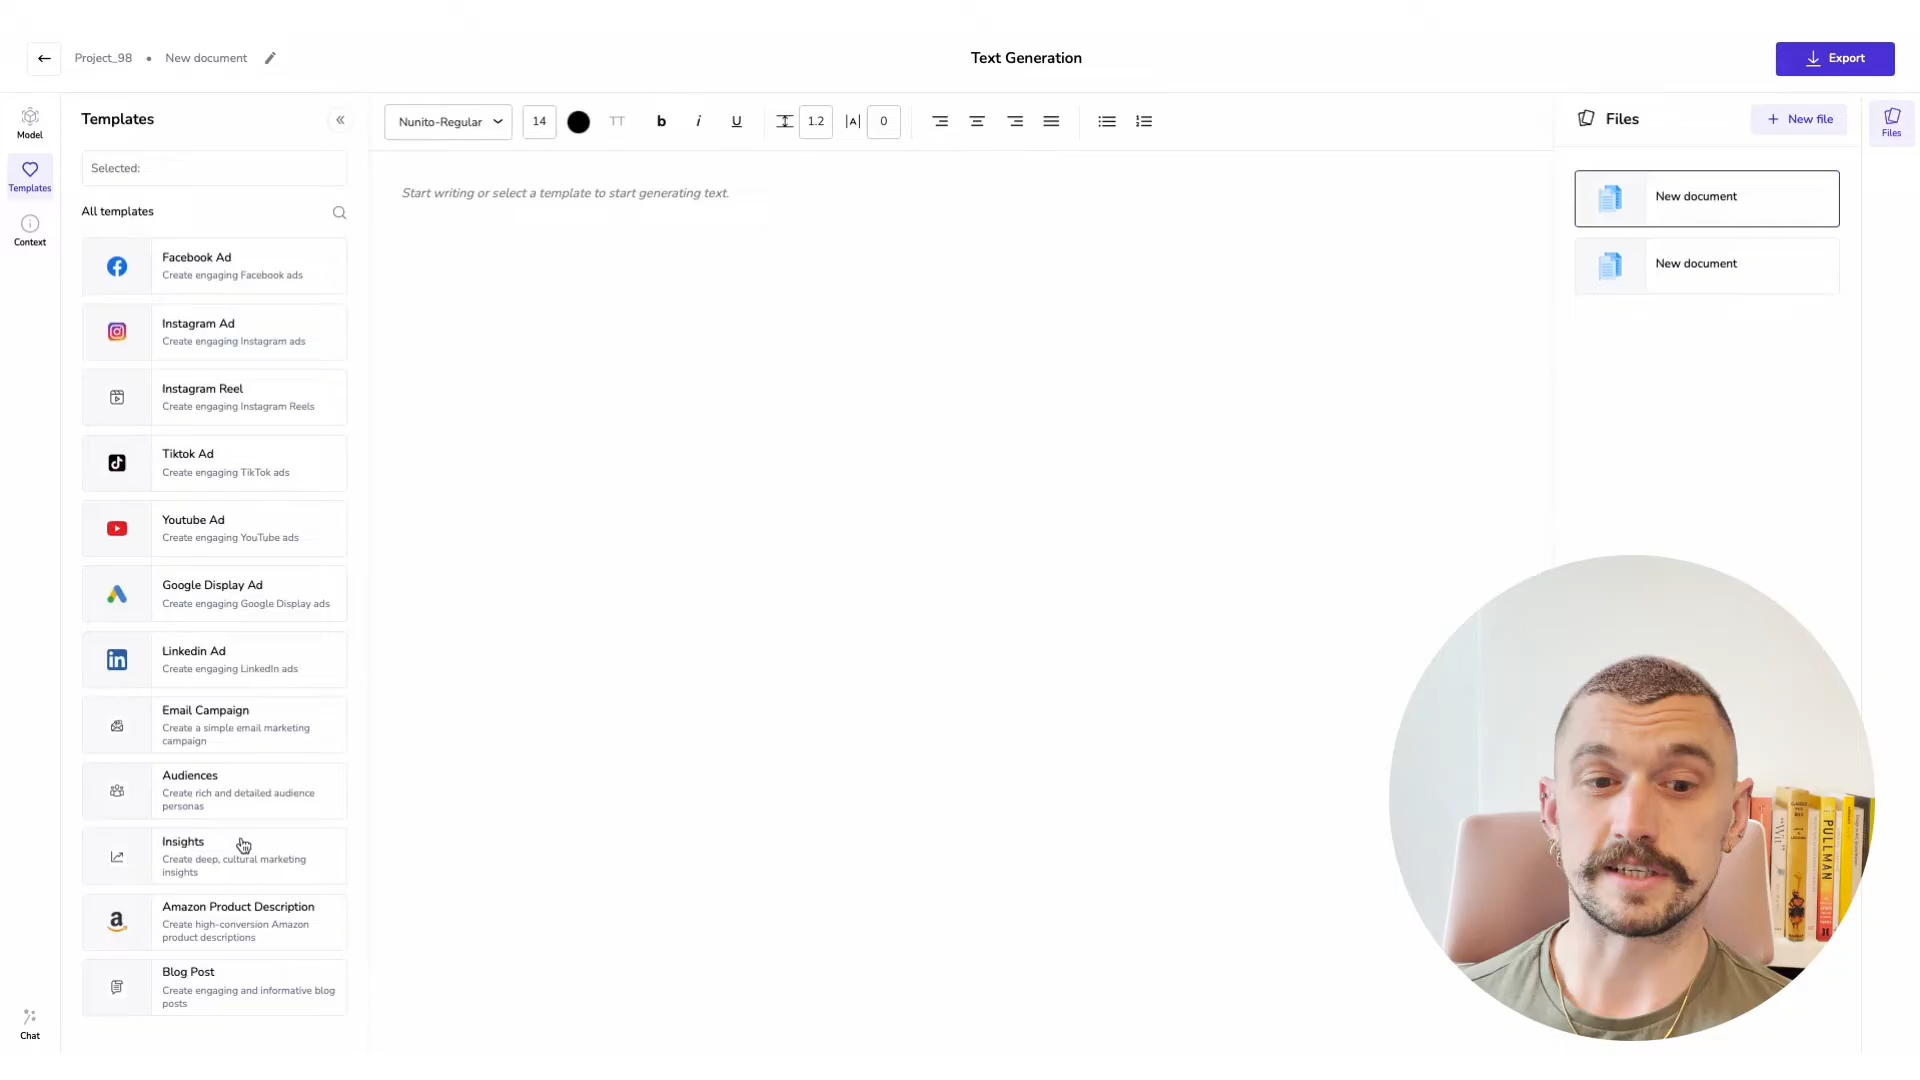 Project_98 • New document
Text Generation
Export
Model
Templates
Context
Chat
Templates
Selected:
All templates
Facebook Ad
Create engaging Facebook ads
Instagram Ad
Create engaging Instagram ads
Instagram Reel
Create engaging Instagram Reels
Tiktok Ad
Create engaging TikTok ads
Youtube Ad
Create engaging YouTube ads
Google Display Ad
Create engaging Google Display ads
Linkedin Ad
Create engaging LinkedIn ads
Email Campaign
Create a simple email marketing
campaign
Audiences
Create rich and detailed audience
personas
Insights
Create deep, cultural marketing
insights
Amazon Product Description
Create high-conversion Amazon
product descriptions
Blog Post
Create engaging and informative blog
posts
Nunito-Regular 14 TT b i U 1.2 |A| 0
Start writing or select a template to start generating text.
Files
+ New file
New document
New document
Files
PULLMAN